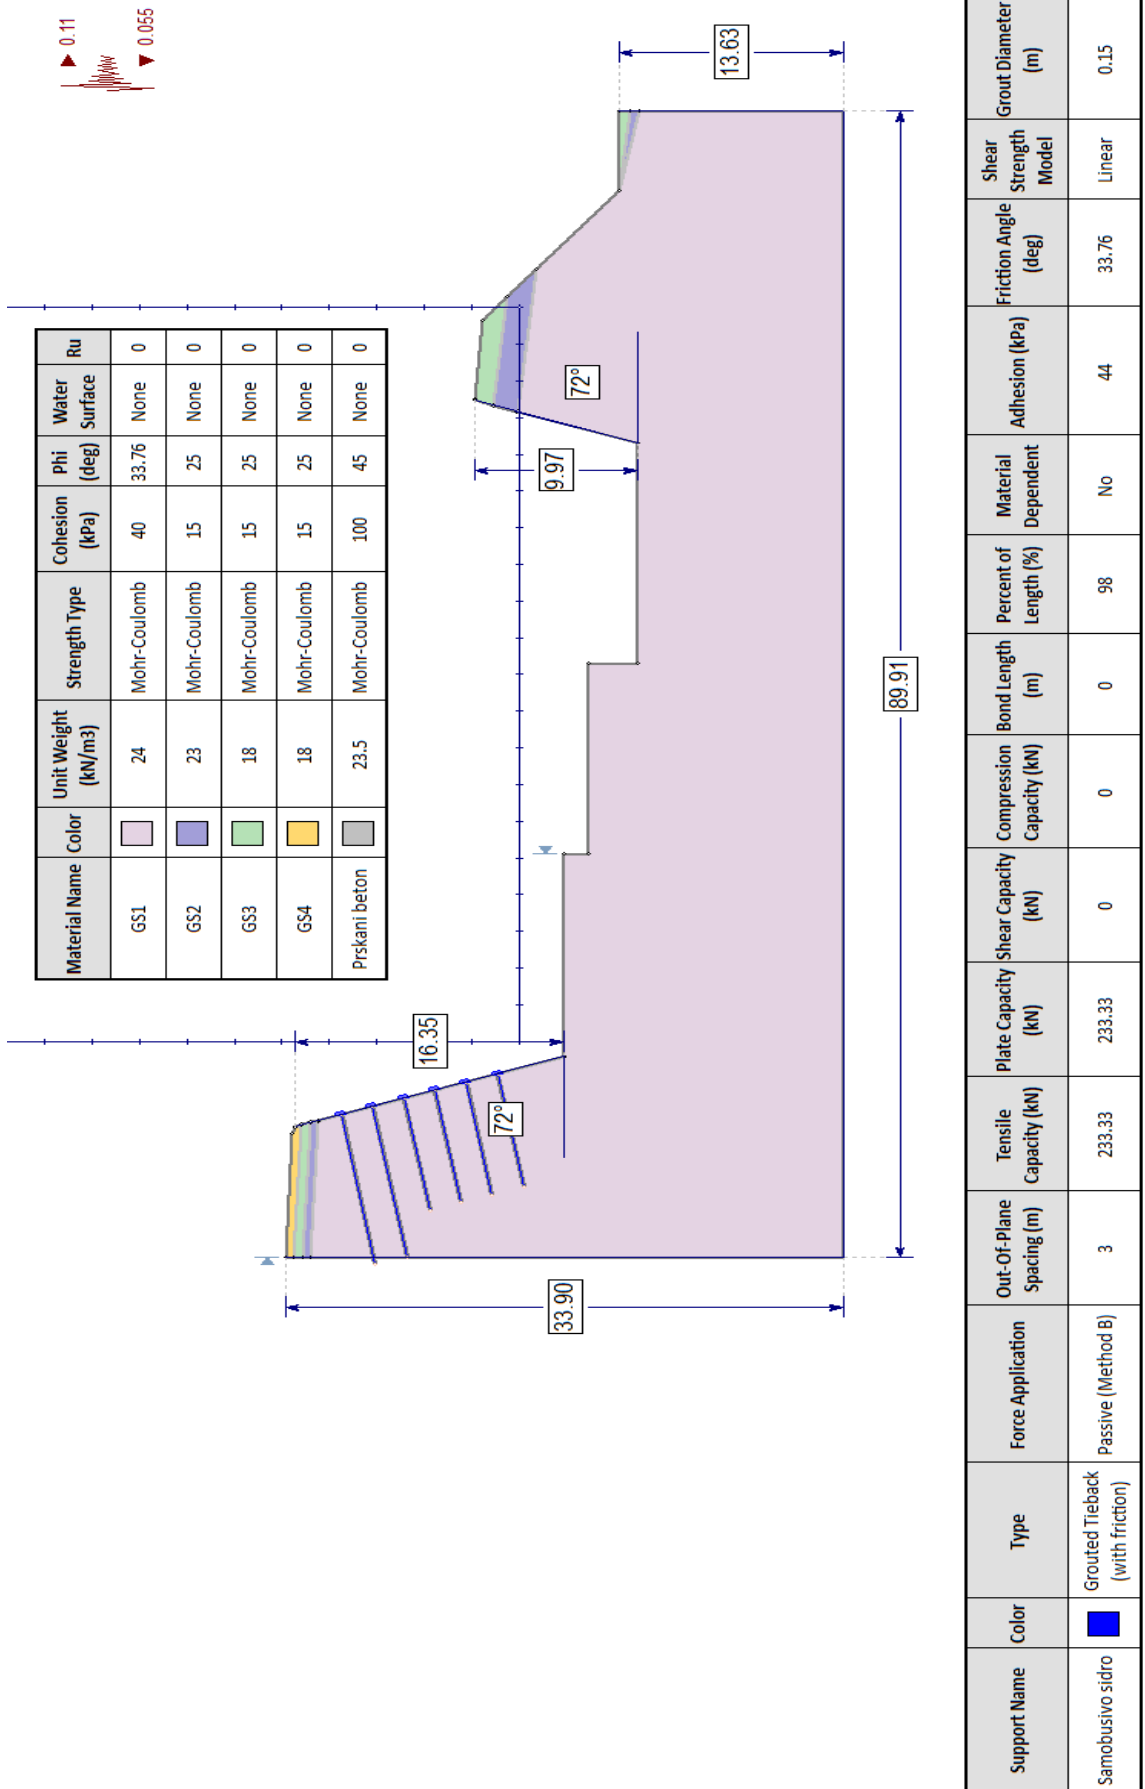 0.11
0.055
Material Name Color Unit Weight (kN/m3) Strength Type Cohesion (kPa) Phi (deg) Water Surface Ru
GS1 24 Mohr-Coulomb 40 33.76 None 0
GS2 23 Mohr-Coulomb 15 25 None 0
GS3 18 Mohr-Coulomb 15 25 None 0
GS4 18 Mohr-Coulomb 15 25 None 0
Prskani beton 23.5 Mohr-Coulomb 100 45 None 0
33.90
16.35
72°
9.97
72°
13.63
89.91
Support Name Color Type Force Application Out-Of-Plane Spacing (m) Tensile Capacity (kN) Plate Capacity (kN) Shear Capacity (kN) Compression Capacity (kN) Bond Length (m) Percent of Length (%) Material Dependent Adhesion (kPa) Friction Angle (deg) Shear Strength Model Grout Diameter (m)
Samobusivo sidro Grouted Tieback (with friction) Passive (Method B) 3 233.33 233.33 0 0 0 98 No 44 33.76 Linear 0.15